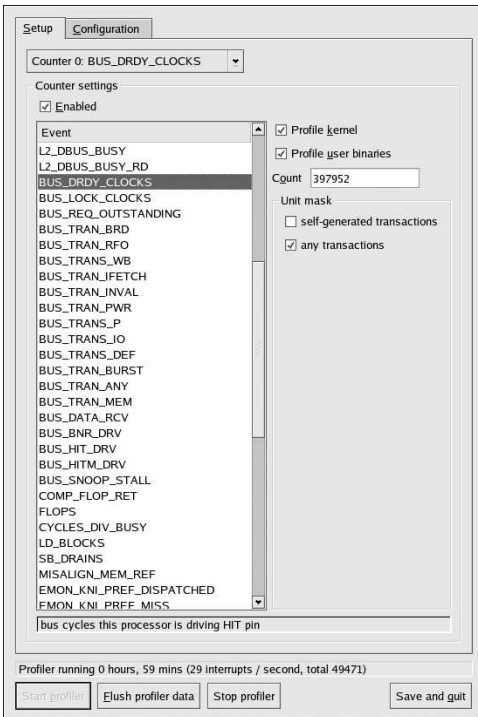 Setup
Configuration
Counter 0: BUS_DRDY_CLOCKS
Counter settings
Enabled
Event
L2_DBUS_BUSY
L2_DBUS_BUSY_RD
BUS_DRDY_CLOCKS
BUS_LOCK_CLOCKS
BUS_REQ_OUTSTANDING
BUS_TRAN_BRD
BUS_TRAN_RFO
BUS_TRANS_WB
BUS_TRAN_IFETCH
BUS_TRAN_INVAL
BUS_TRAN_PWR
BUS_TRANS_P
BUS_TRANS_IO
BUS_TRANS_DEF
BUS_TRAN_BURST
BUS_TRAN_ANY
BUS_TRAN_MEM
BUS_DATA_RCV
BUS_BNR_DRV
BUS_HIT_DRV
BUS_HITM_DRV
BUS_SNOOP_STALL
COMP_FLOP_RET
FLOPS
CYCLES_DIV_BUSY
LD_BLOCKS
SB_DRAINS
MISALIGN_MEM_REF
EMON_KNI_PREF_DISPATCHED
EMON_KNI_PREF_MISS
Profile kernel
Profile user binaries
Count 397952
Unit mask
self-generated transactions
any transactions
bus cycles this processor is driving HIT pin
Profiler running 0 hours, 59 mins (29 interrupts / second, total 49471)
Start profiler
Flush profiler data
Stop profiler
Save and quit